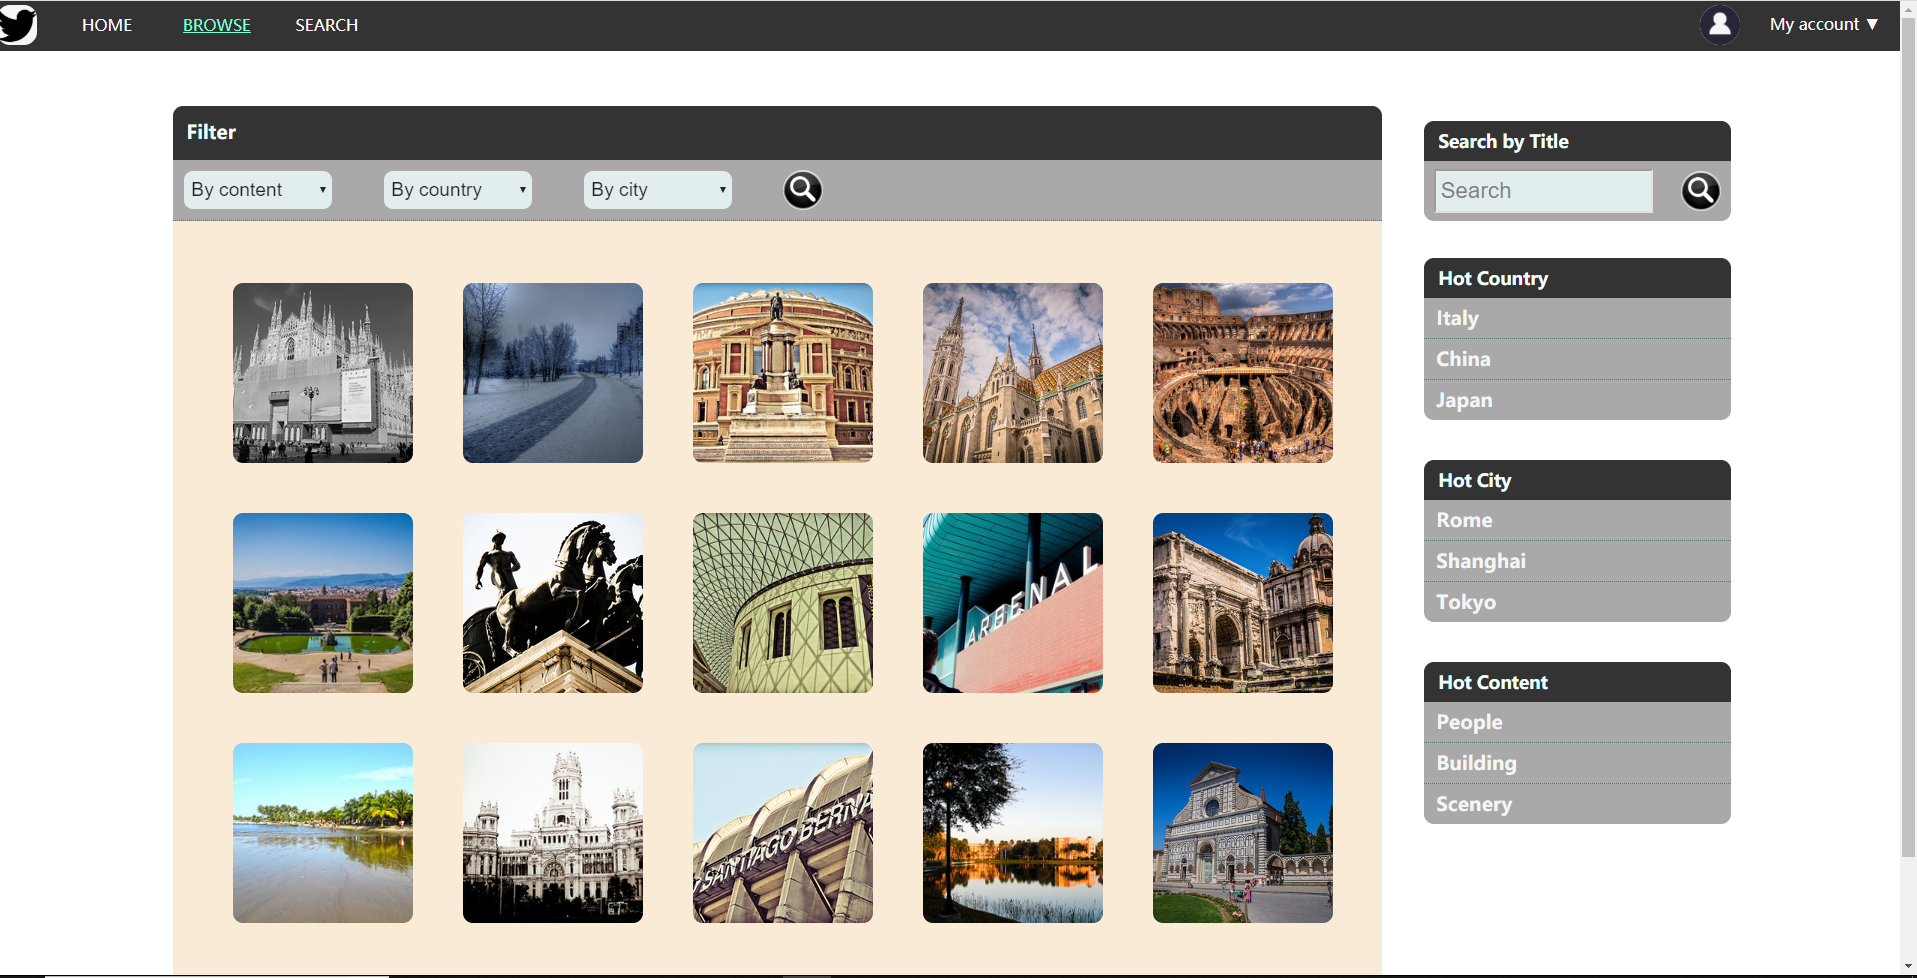 HOME BROWSE SEARCH My account ▼
Filter
By content By country By city
Search by Title
Search
Hot Country
Italy
China
Japan
Hot City
Rome
Shanghai
Tokyo
Hot Content
People
Building
Scenery
ARSENAL
SANTIAGO BERNA